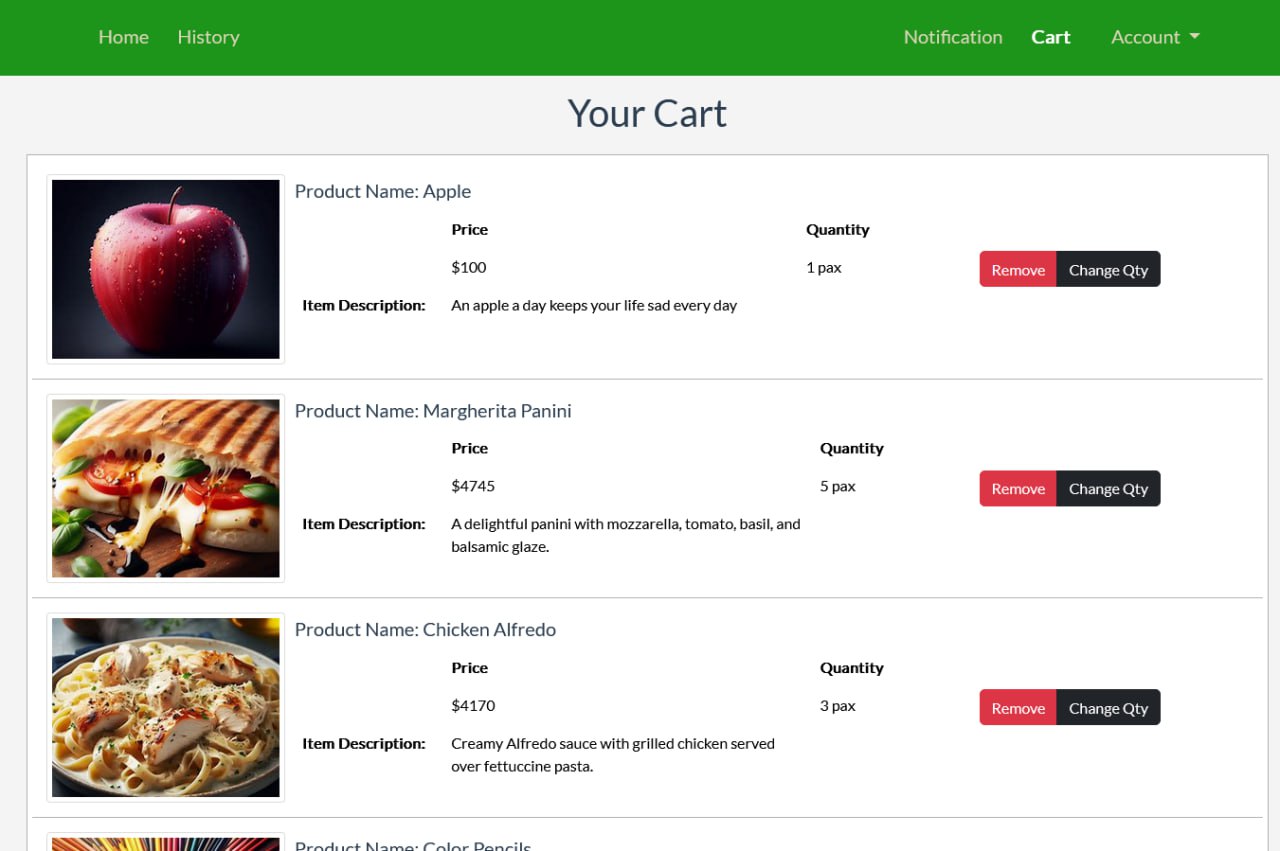 Home History Notification Cart Account
Your Cart
Product Name: Apple
Price Quantity
$100 1 pax Remove Change Qty
Item Description: An apple a day keeps your life sad every day
Product Name: Margherita Panini
Price Quantity
$4745 5 pax Remove Change Qty
Item Description: A delightful panini with mozzarella, tomato, basil, and
balsamic glaze.
Product Name: Chicken Alfredo
Price Quantity
$4170 3 pax Remove Change Qty
Item Description: Creamy Alfredo sauce with grilled chicken served
over fettuccine pasta.
Product Name: Color Pencils